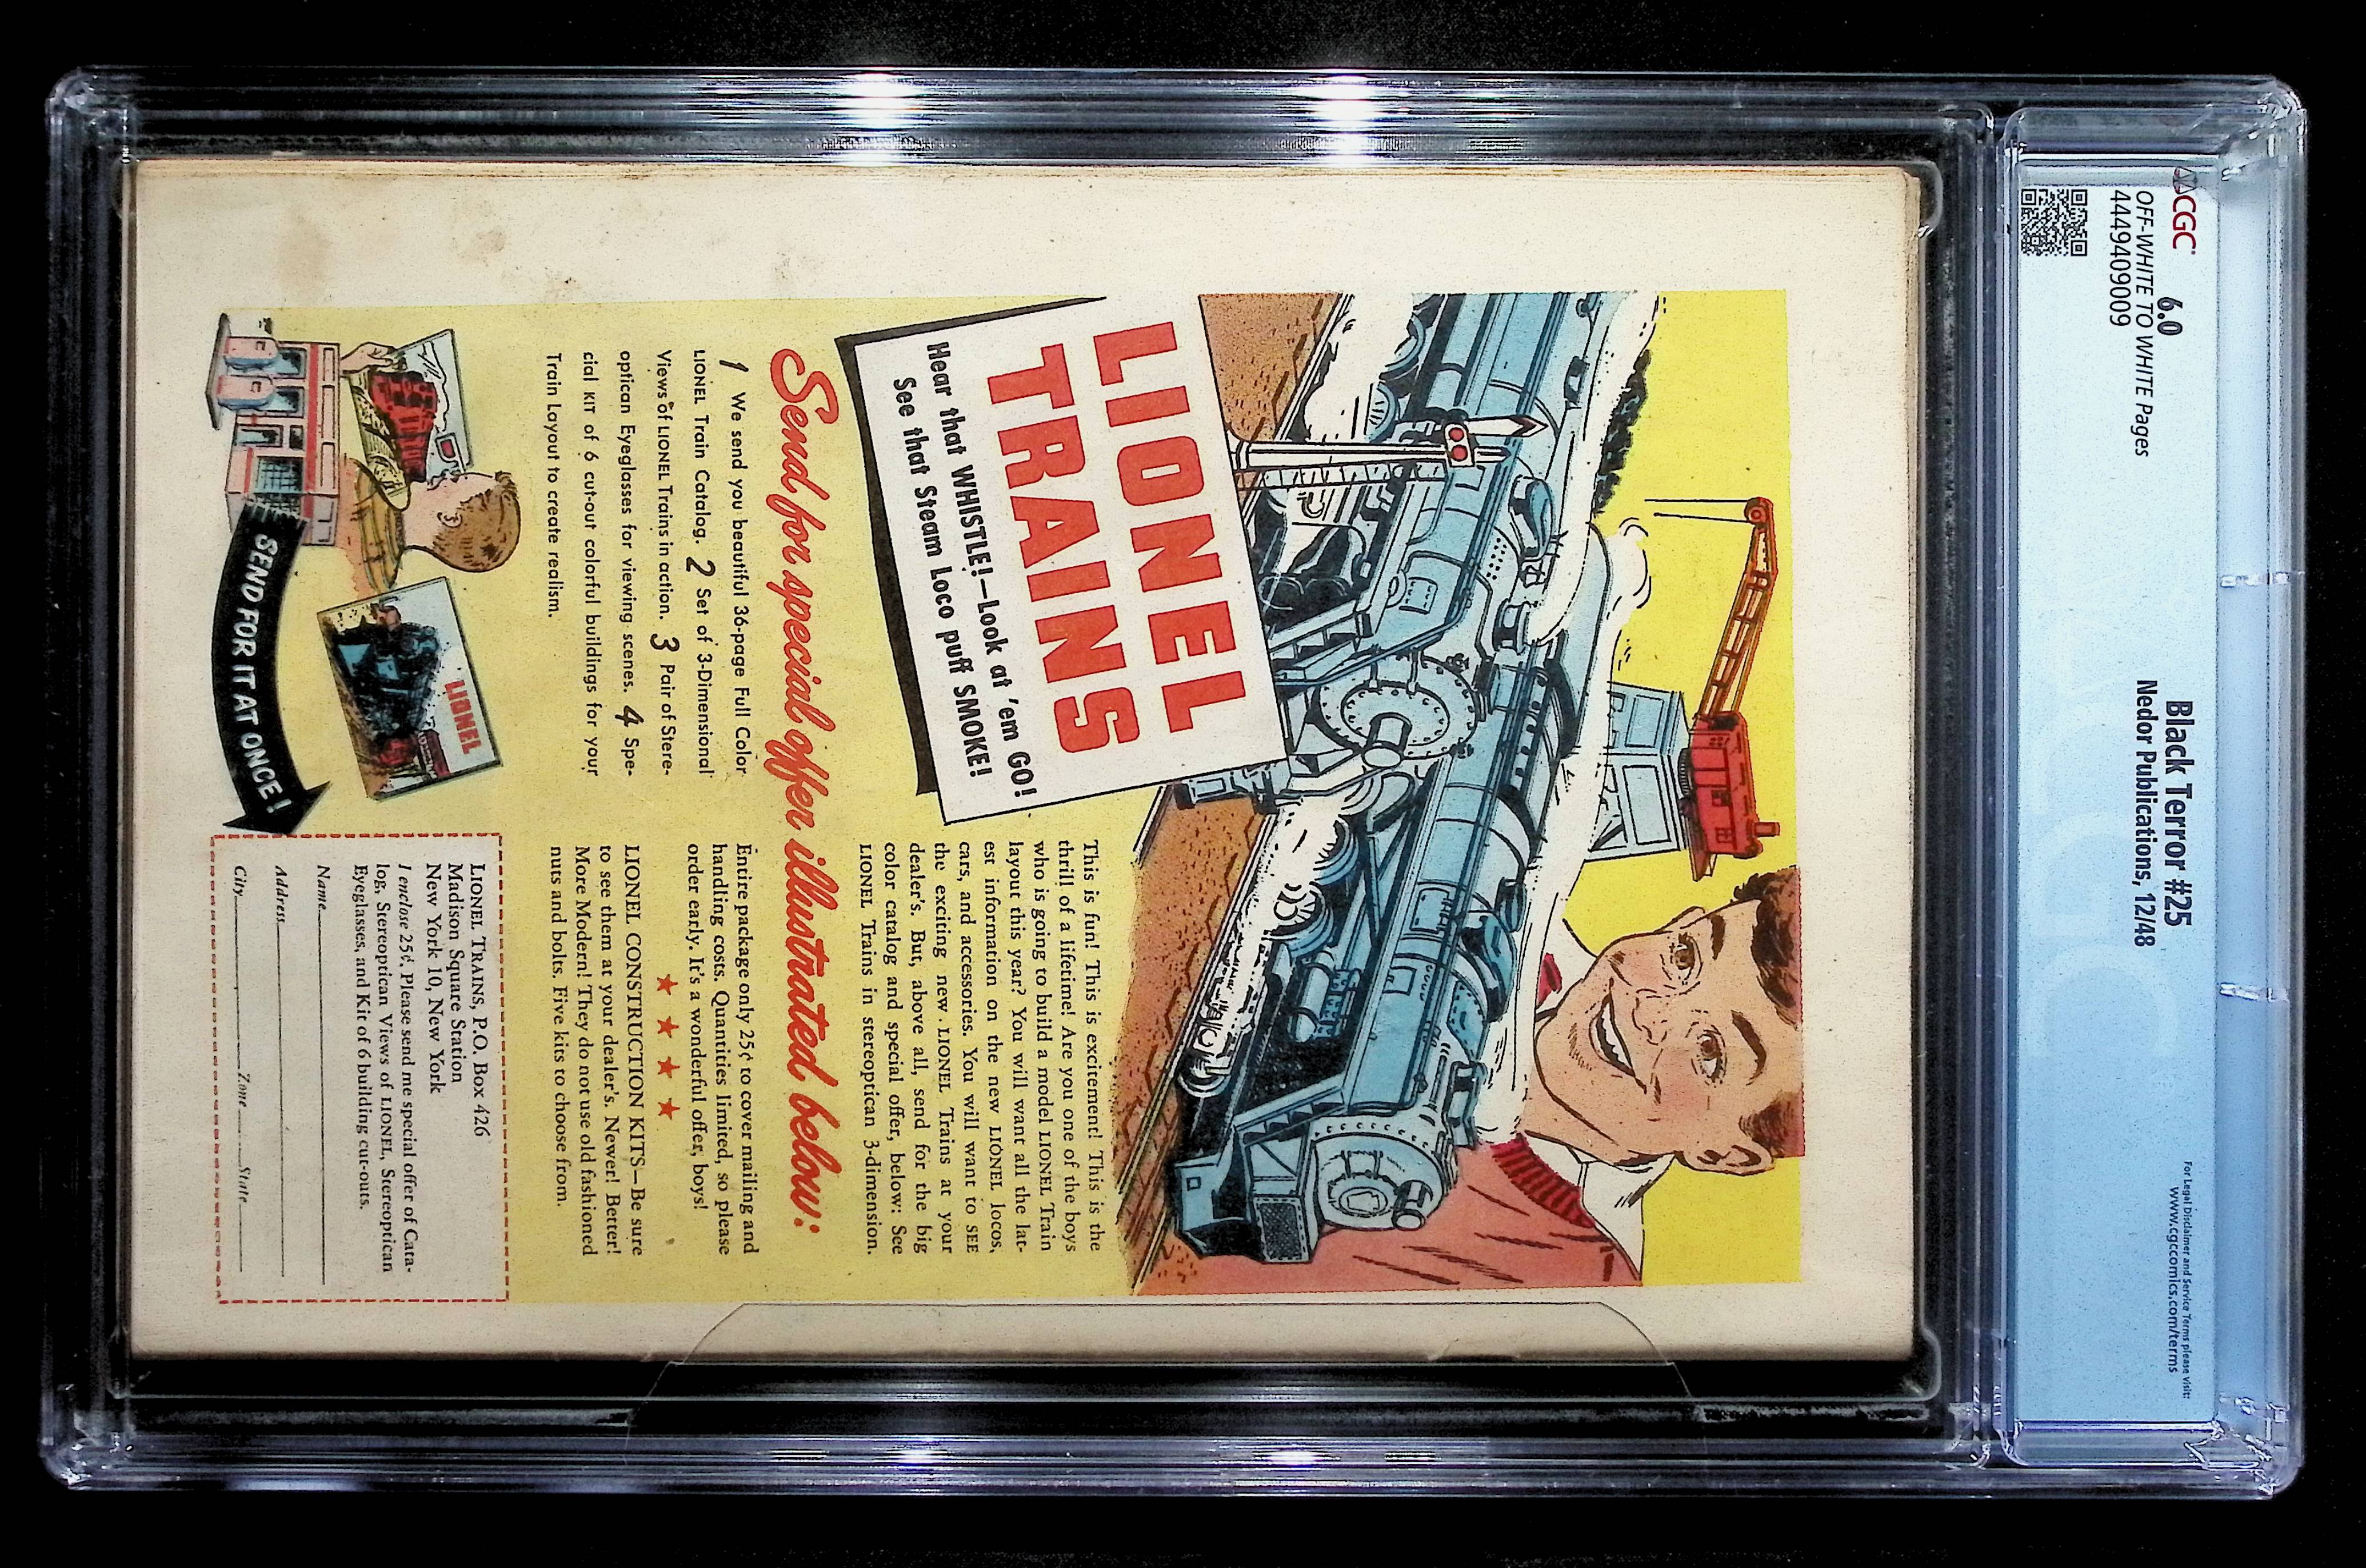 CGC
6.0
OFF-WHITE TO WHITE Pages
4449409009
Black Terror #25
Nedor Publications, 12/48
For Legal Disclaimer and Service Terms please visit:
www.cgccomics.com/terms
LIONEL
TRAINS
Hear that WHISTLE!—Look at 'em GO!
See that Steam Loco puff SMOKE!
This is fun! This is excitement! This is the
thrill of a lifetime! Are you one of the boys
who is going to build a model LIONEL Train
layout this year? You will want all the lat-
est information on the new LIONEL locos,
cars, and accessories. You will want to SEE
the exciting new LIONEL Trains at your
dealer's. But, above all, send for the big
color catalog and special offer, below: See
LIONEL Trains in stereoptican 3-dimension.
Send for special offer illustrated below:
1 We send you beautiful 36-page Full Color
LIONEL Train Catalog. 2 Set of 3-Dimensional
Views of LIONEL Trains in action. 3 Pair of Stere-
optican Eyeglasses for viewing scenes. 4 Spe-
cial KIT of 6 cut-out colorful buildings for your
Train Layout to create realism.
Entire package only 25¢ to cover mailing and
handling costs. Quantities limited, so please
order early. It's a wonderful offer, boys!
LIONEL CONSTRUCTION KITS—Be sure
to see them at your dealer's. Newer! Better!
More Modern! They do not use old fashioned
nuts and bolts. Five kits to choose from.
LIONEL
SEND FOR IT AT ONCE!
LIONEL TRAINS, P.O. Box 426
Madison Square Station
New York 10, New York
I enclose 25¢. Please send me special offer of Cata-
log, Stereoptican Views of LIONEL, Stereoptican
Eyeglasses, and Kit of 6 building cut-outs.
Name
Address
City Zone State